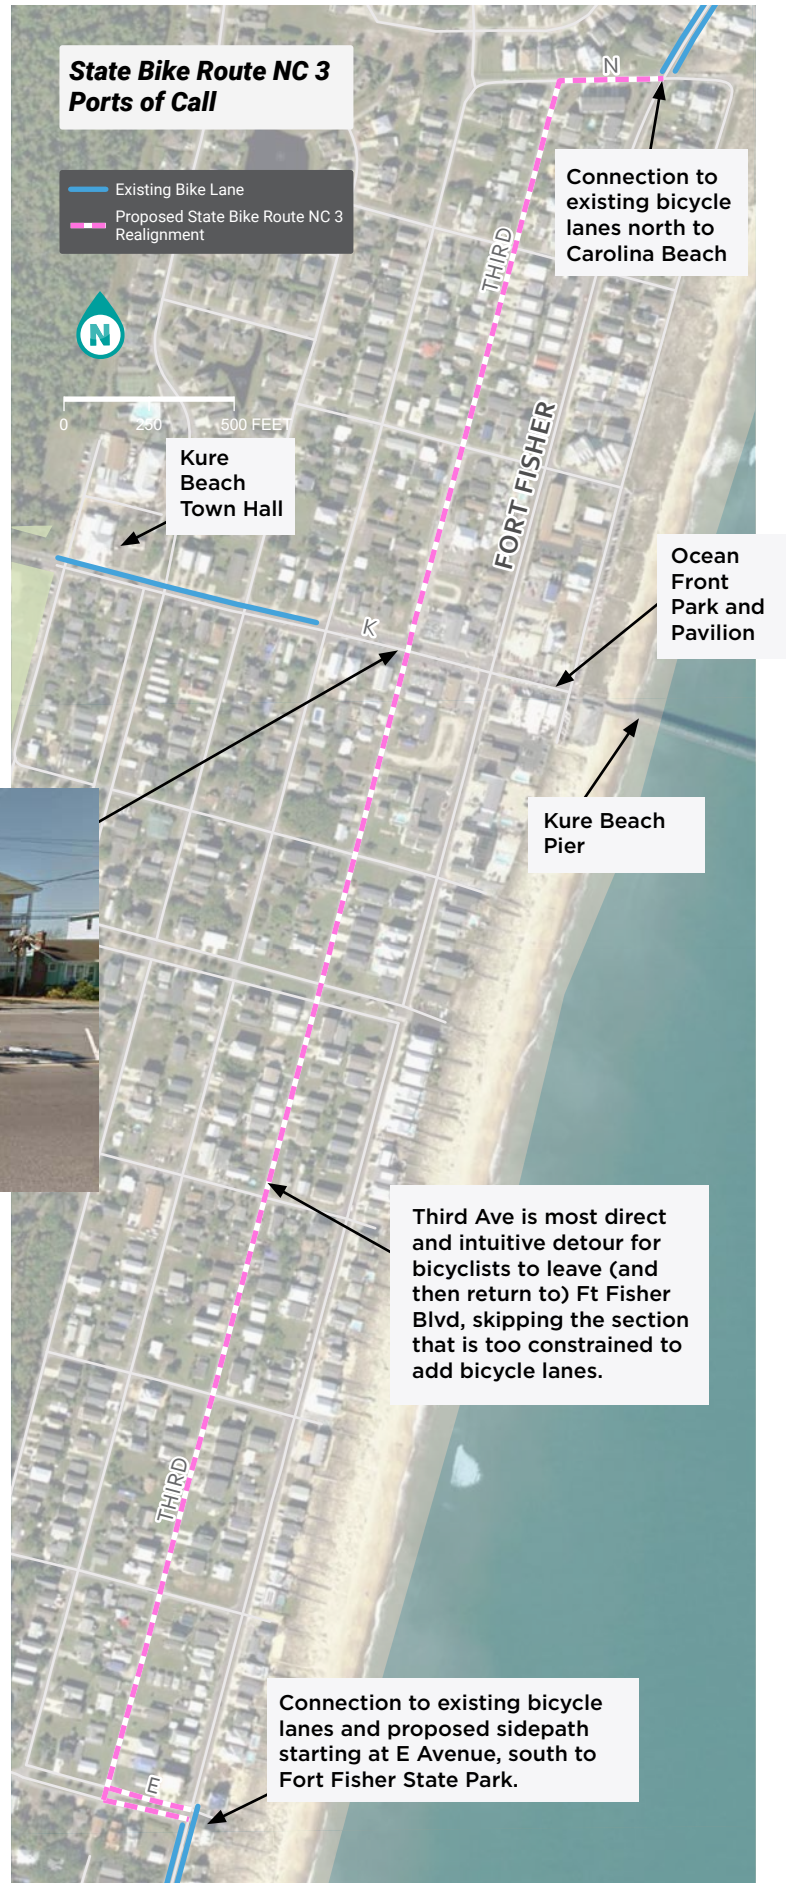 State Bike Route NC 3
Ports of Call
Existing Bike Lane
Proposed State Bike Route NC 3
Realignment
N
0 250 500 FEET
N
Connection to
existing bicycle
lanes north to
Carolina Beach
THIRD
FORT FISHER
Kure
Beach
Town Hall
Ocean
Front
Park and
Pavilion
K
Kure Beach
Pier
Third Ave is most direct
and intuitive detour for
bicyclists to leave (and
then return to) Ft Fisher
Blvd, skipping the section
that is too constrained to
add bicycle lanes.
THIRD
Connection to existing bicycle
lanes and proposed sidepath
starting at E Avenue, south to
Fort Fisher State Park.
E